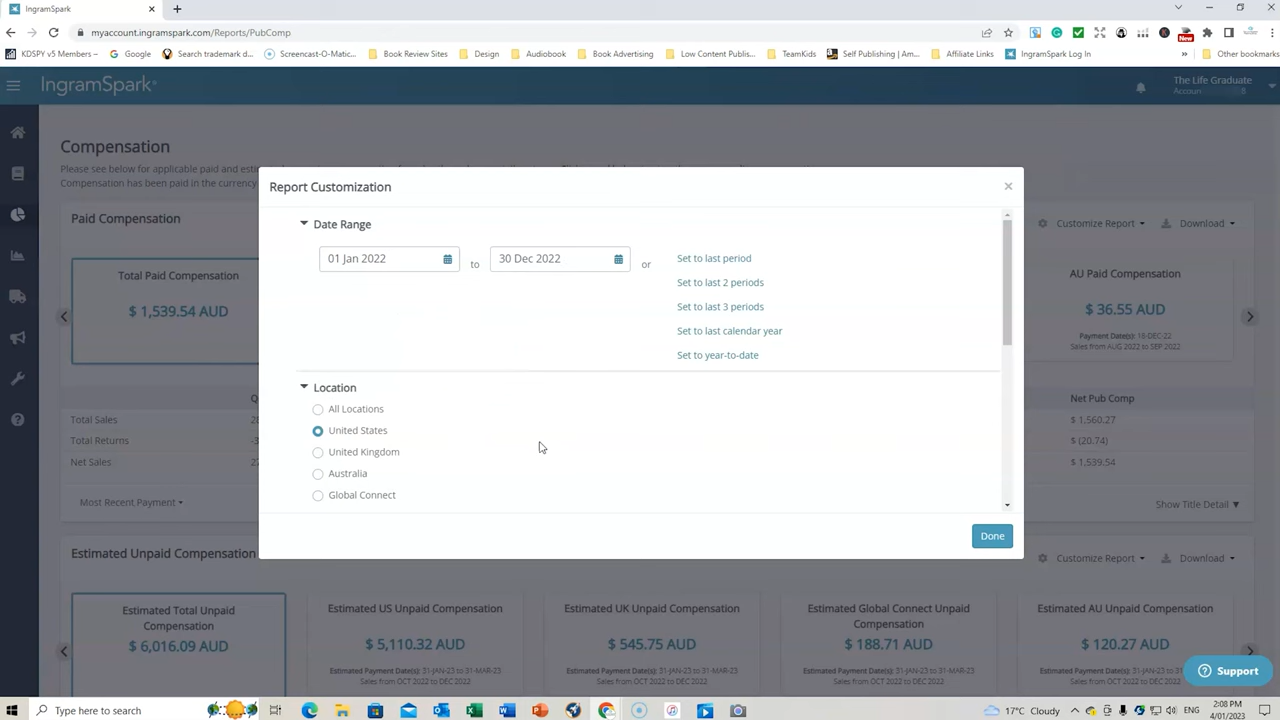 IngramSpark
myaccount.ingramspark.com/Reports/PubComp
KDSPY v5 Members –
Google
Search trademark d...
Screencast-O-Matic...
Book Review Sites
Design
Audiobook
Book Advertising
Low Content Publis...
TeamKids
Self Publishing | Am...
Affiliate Links
IngramSpark Log In
»
Other bookmarks
New
IngramSpark®
The Life Graduate
Compensation
Please see below for applicable paid and
Compensation has been paid in the currency
Report Customization
×
Paid Compensation
Customize Report
Download
Date Range
01 Jan 2022
to
30 Dec 2022
or
Set to last period
Set to last 2 periods
Set to last 3 periods
Set to last calendar year
Set to year-to-date
Total Paid Compensation
$ 1,539.54 AUD
AU Paid Compensation
$ 36.55 AUD
Payment Date(s): 16-DEC-22
Sales from AUG 2022 to SEP 2022
Location
All Locations
United States
United Kingdom
Australia
Global Connect
Done
Net Pub Comp
Total Sales
$ 1,560.27
Total Returns
$ (20.74)
Net Sales
$ 1,539.54
Most Recent Payment
Show Title Detail ▼
Estimated Unpaid Compensation
Customize Report
Download
Estimated Total Unpaid
Compensation
$ 6,016.09 AUD
Estimated US Unpaid Compensation
$ 5,110.32 AUD
Estimated Payment Date(s): 31-JAN-23 to 31-MAR-23
Sales from OCT 2022 to DEC 2022
Estimated UK Unpaid Compensation
$ 545.75 AUD
Estimated Payment Date(s): 31-JAN-23 to 31-MAR-23
Sales from OCT 2022 to DEC 2022
Estimated Global Connect Unpaid
Compensation
$ 188.71 AUD
Estimated Payment Date(s): 31-JAN-23 to 31-MAR-23
Sales from OCT 2022 to DEC 2022
Estimated AU Unpaid Compensation
$ 120.27 AUD
Estimated Payment Date(s): 31-JAN-23 to 31-MAR-23
Sales from OCT 2022 to DEC 2022
Support
Type here to search
17°C Cloudy
ENG
2:08 PM
4/01/2023